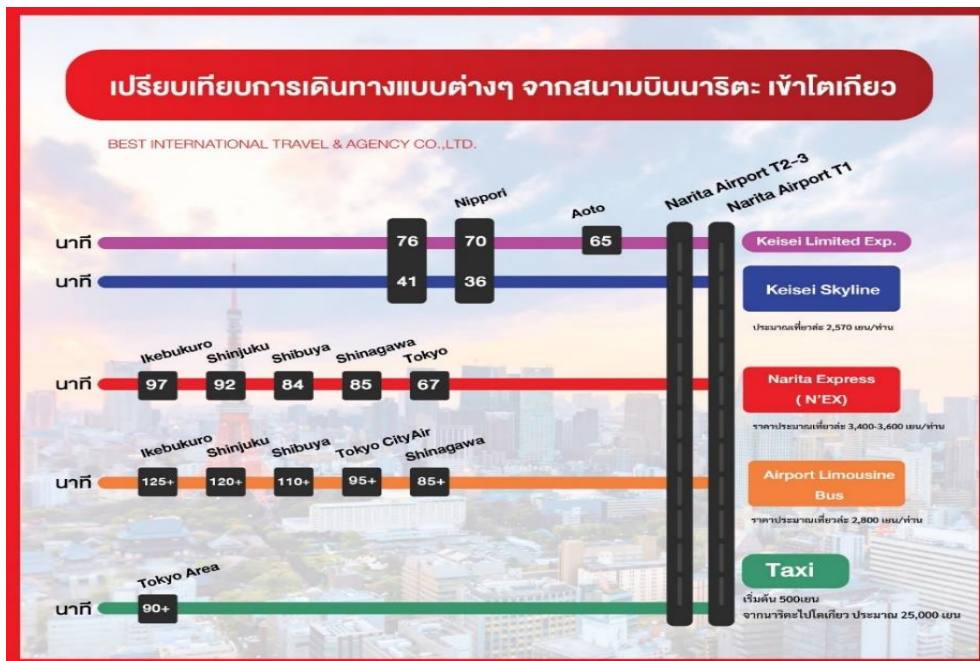 เปรียบเทียบการเดินทางแบบต่างๆ จากสนามบินนาริตะ เข้าโตเกียว
BEST INTERNATIONAL TRAVEL & AGENCY CO.,LTD.
Nippori
Aoto
Narita Airport T2-3
Narita Airport T1
นาที 76 70 65 Keisei Limited Exp.
นาที 41 36 Keisei Skyline
ประมาณเที่ยวล่ะ 2,570 เยน/ท่าน
Ikebukuro Shinjuku Shibuya Shinagawa Tokyo
นาที 97 92 84 85 67 Narita Express
( N'EX)
ราคาประมาณเที่ยวล่ะ 3,400-3,600 เยน/ท่าน
Ikebukuro Shinjuku Shibuya Tokyo CityAir Shinagawa
นาที 125+ 120+ 110+ 95+ 85+ Airport Limousine
Bus
ราคาประมาณเที่ยวล่ะ 2,800 เยน/ท่าน
Tokyo Area
นาที 90+ Taxi
เริ่มต้น 500เยน
จากนาริตะไปโตเกียว ประมาณ 25,000 เยน